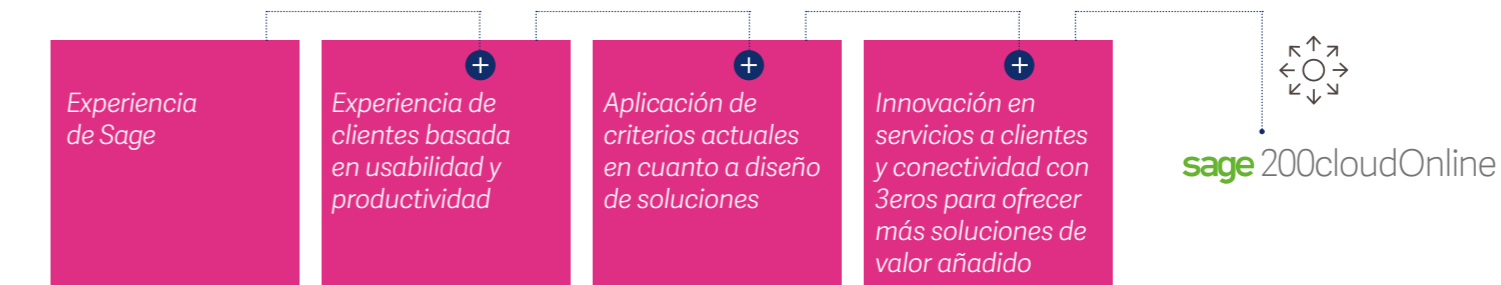 Experiencia
de Sage
Experiencia de
clientes basada
en usabilidad y
productividad
Aplicación de
criterios actuales
en cuanto a diseño
de soluciones
Innovación en
servicios a clientes
y conectividad con
3eros para ofrecer
más soluciones de
valor añadido
sage 200cloudOnline